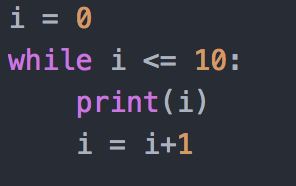 i = 0
while i <= 10:
    print(i)
    i = i+1